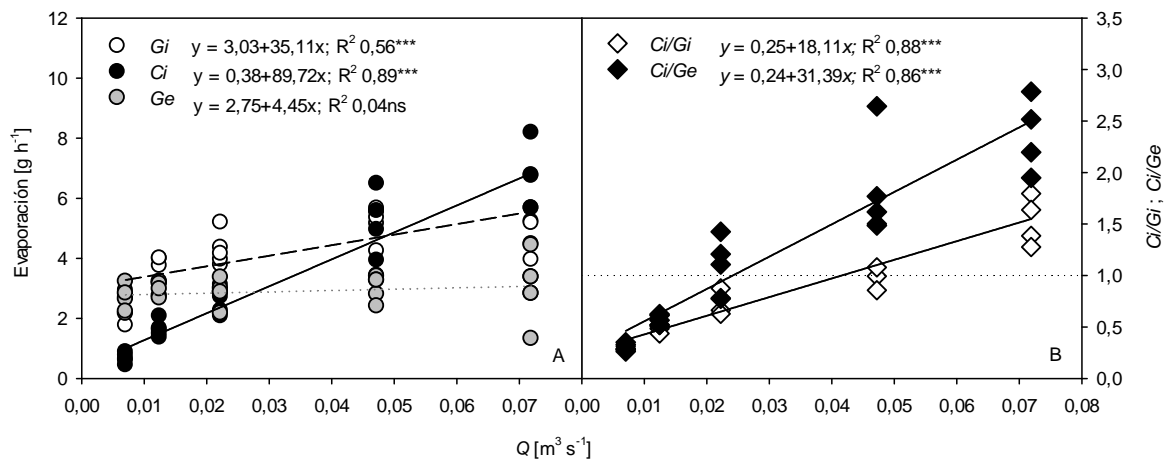 Gi y = 3,03+35,11x; R² 0,56***
Ci y = 0,38+89,72x; R² 0,89***
Ge y = 2,75+4,45x; R² 0,04ns
Evaporación [g h⁻¹]
12
10
8
6
4
2
0
A
0,00 0,01 0,02 0,03 0,04 0,05 0,06 0,07
Ci/Gi y = 0,25+18,11x; R² 0,88***
Ci/Ge y = 0,24+31,39x; R² 0,86***
3,5
3,0
2,5
2,0
1,5
1,0
0,5
0,0
Ci/Gi ; Ci/Ge
B
0,00 0,01 0,02 0,03 0,04 0,05 0,06 0,07 0,08
Q [m³ s⁻¹]